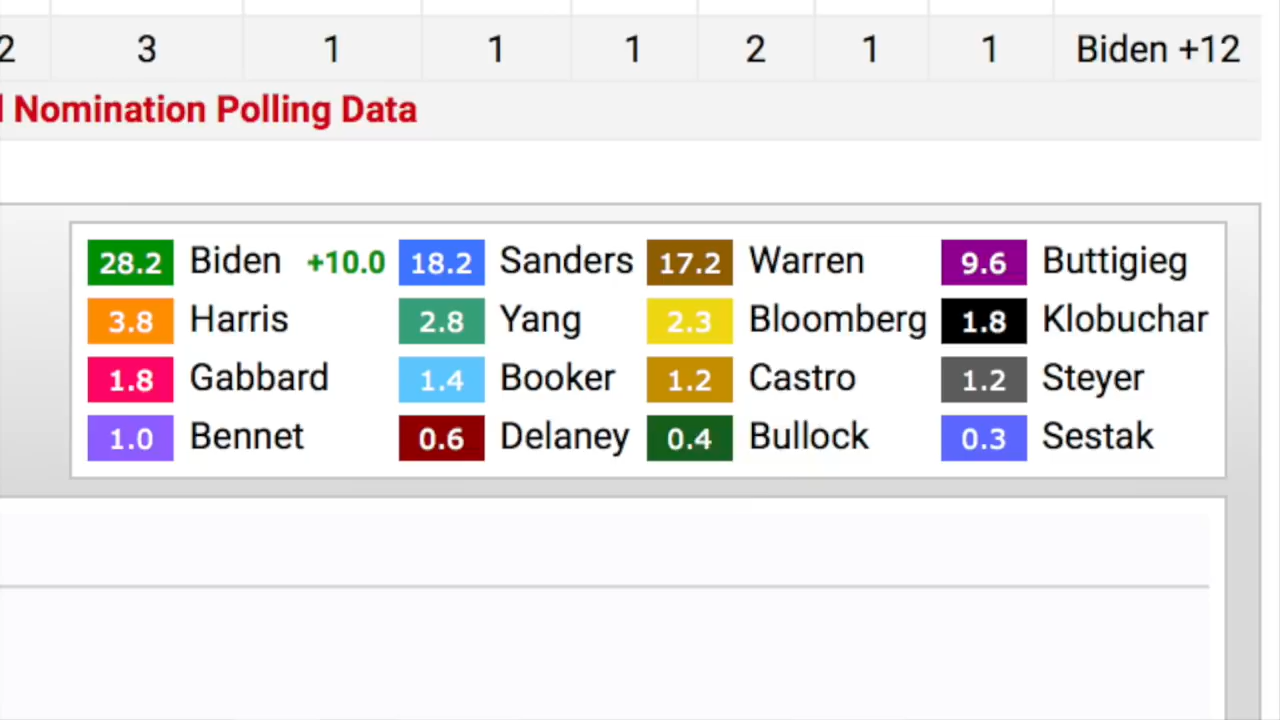 2 3 1 1 1 2 1 1 Biden +12
Nomination Polling Data
28.2 Biden +10.0 18.2 Sanders 17.2 Warren 9.6 Buttigieg
3.8 Harris 2.8 Yang 2.3 Bloomberg 1.8 Klobuchar
1.8 Gabbard 1.4 Booker 1.2 Castro 1.2 Steyer
1.0 Bennet 0.6 Delaney 0.4 Bullock 0.3 Sestak